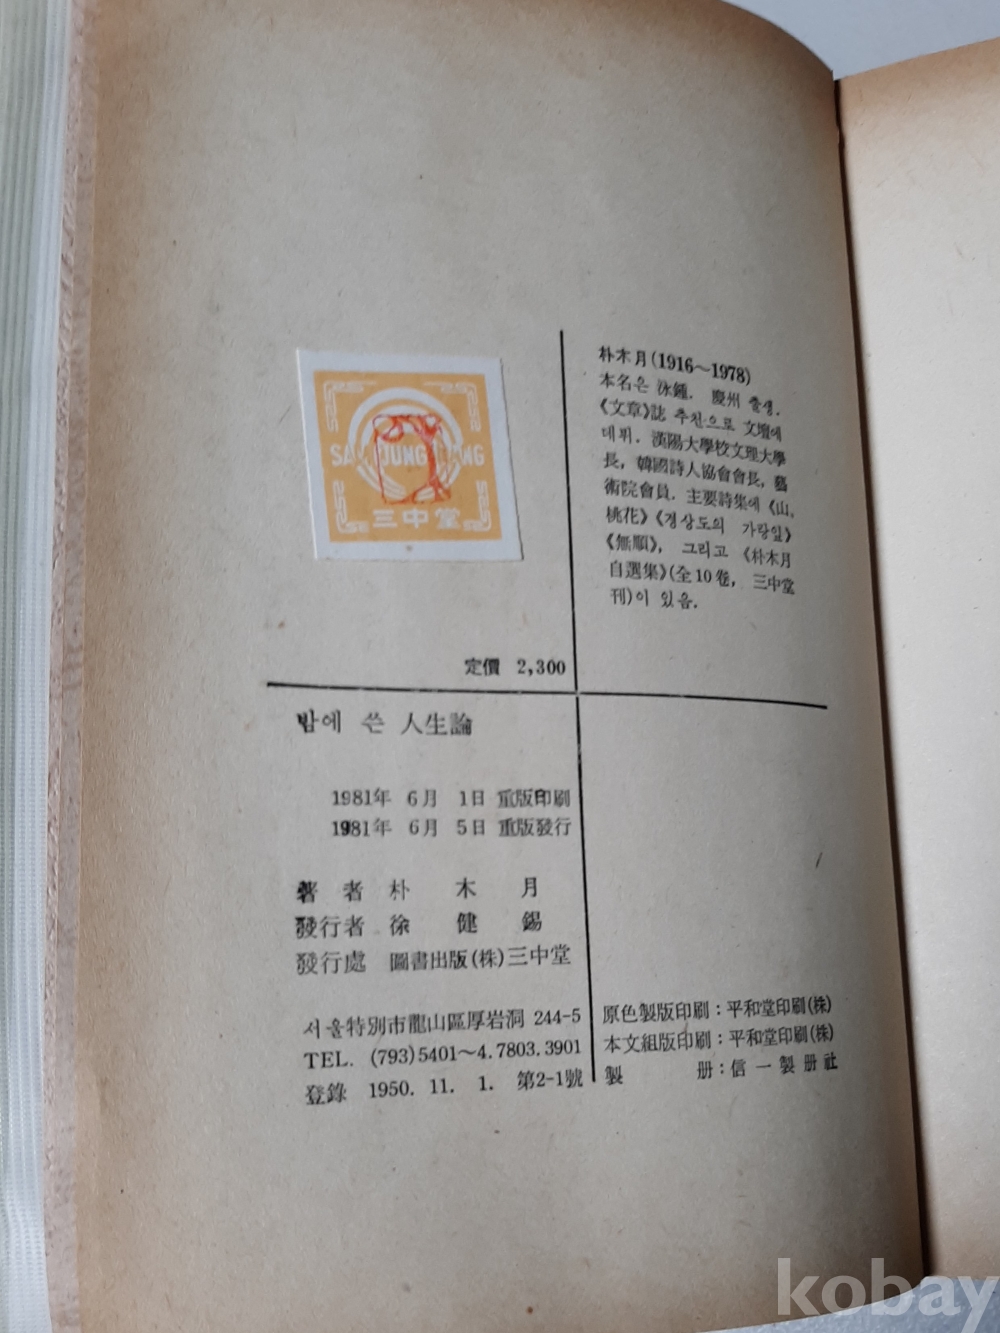 SAMJUNGDANG
三中堂
朴木月(1916～1978)
本名은 泳鍾. 慶州 출생.
《文章》誌 추천으로 文壇에
데뷔. 漢陽大學校文理大學
長, 韓國詩人協會會長, 藝
術院會員. 主要詩集에 《山,
桃花》《경상도의 가랑잎》
《無順》, 그리고 《朴木月
自選集》(全10卷, 三中堂
刊)이 있음.
定價 2,300
밤에 쓴 人生論
1981年 6月 1日 重版印刷
1981年 6月 5日 重版發行
著者 朴木月
發行者 徐健錫
發行處 圖書出版(株)三中堂
서울特別市龍山區厚岩洞 244-5
TEL. (793)5401～4.7803.3901
登錄 1950. 11. 1. 第2-1號
原色製版印刷 : 平和堂印刷(株)
本文組版印刷 : 平和堂印刷(株)
製册 : 信一製册社
kobay